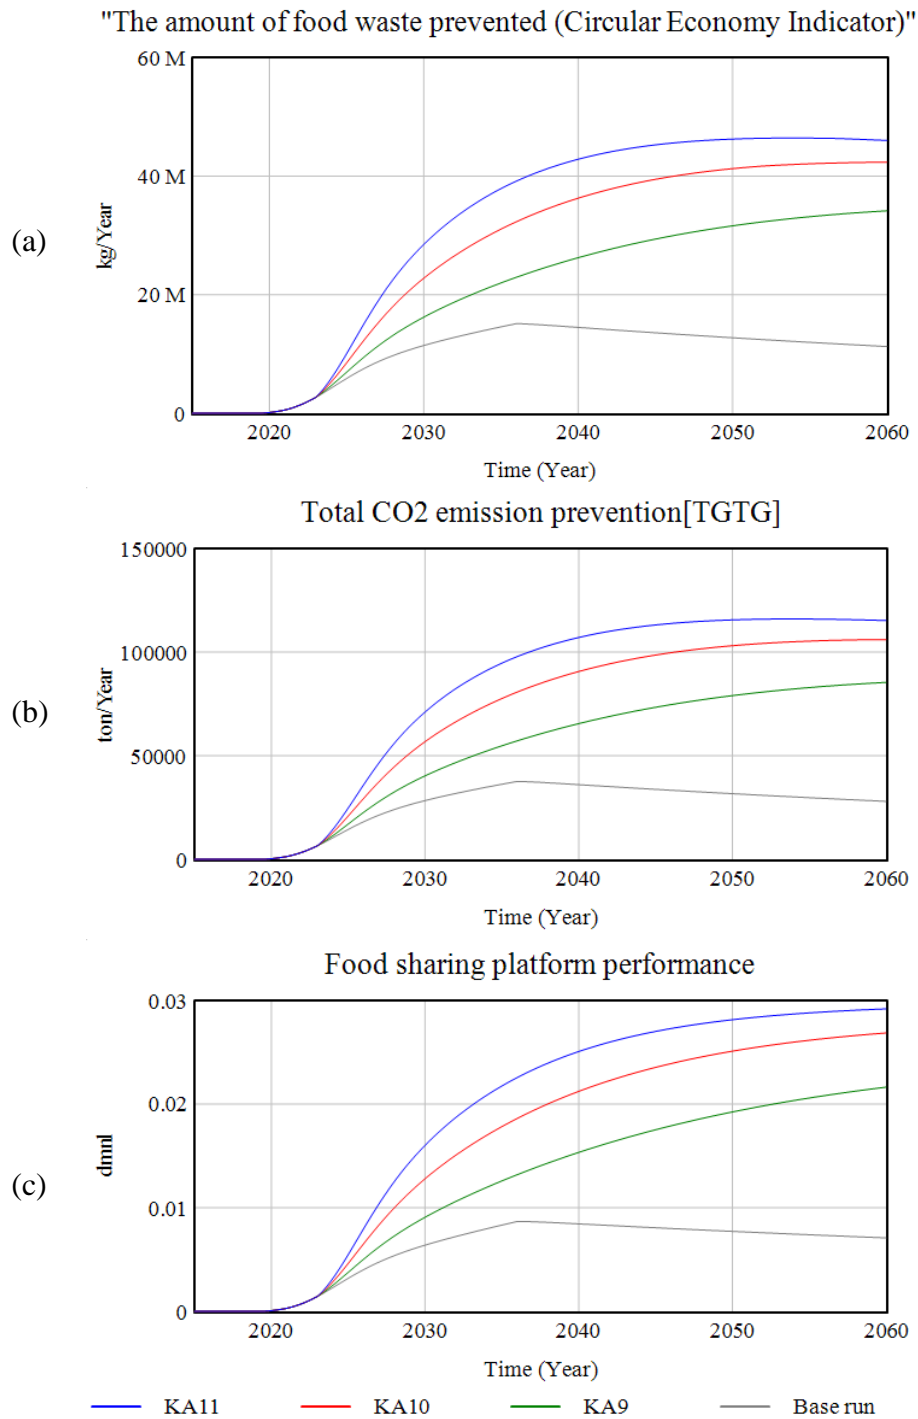 "The amount of food waste prevented (Circular Economy Indicator)"
60 M
40 M
20 M
0
kg/Year
(a)
2020 2030 2040 2050 2060
Time (Year)
Total CO2 emission prevention[TGTG]
150000
100000
50000
0
ton/Year
(b)
2020 2030 2040 2050 2060
Time (Year)
Food sharing platform performance
0.03
0.02
0.01
0
dmnl
(c)
2020 2030 2040 2050 2060
Time (Year)
KA11 KA10 KA9 Base run